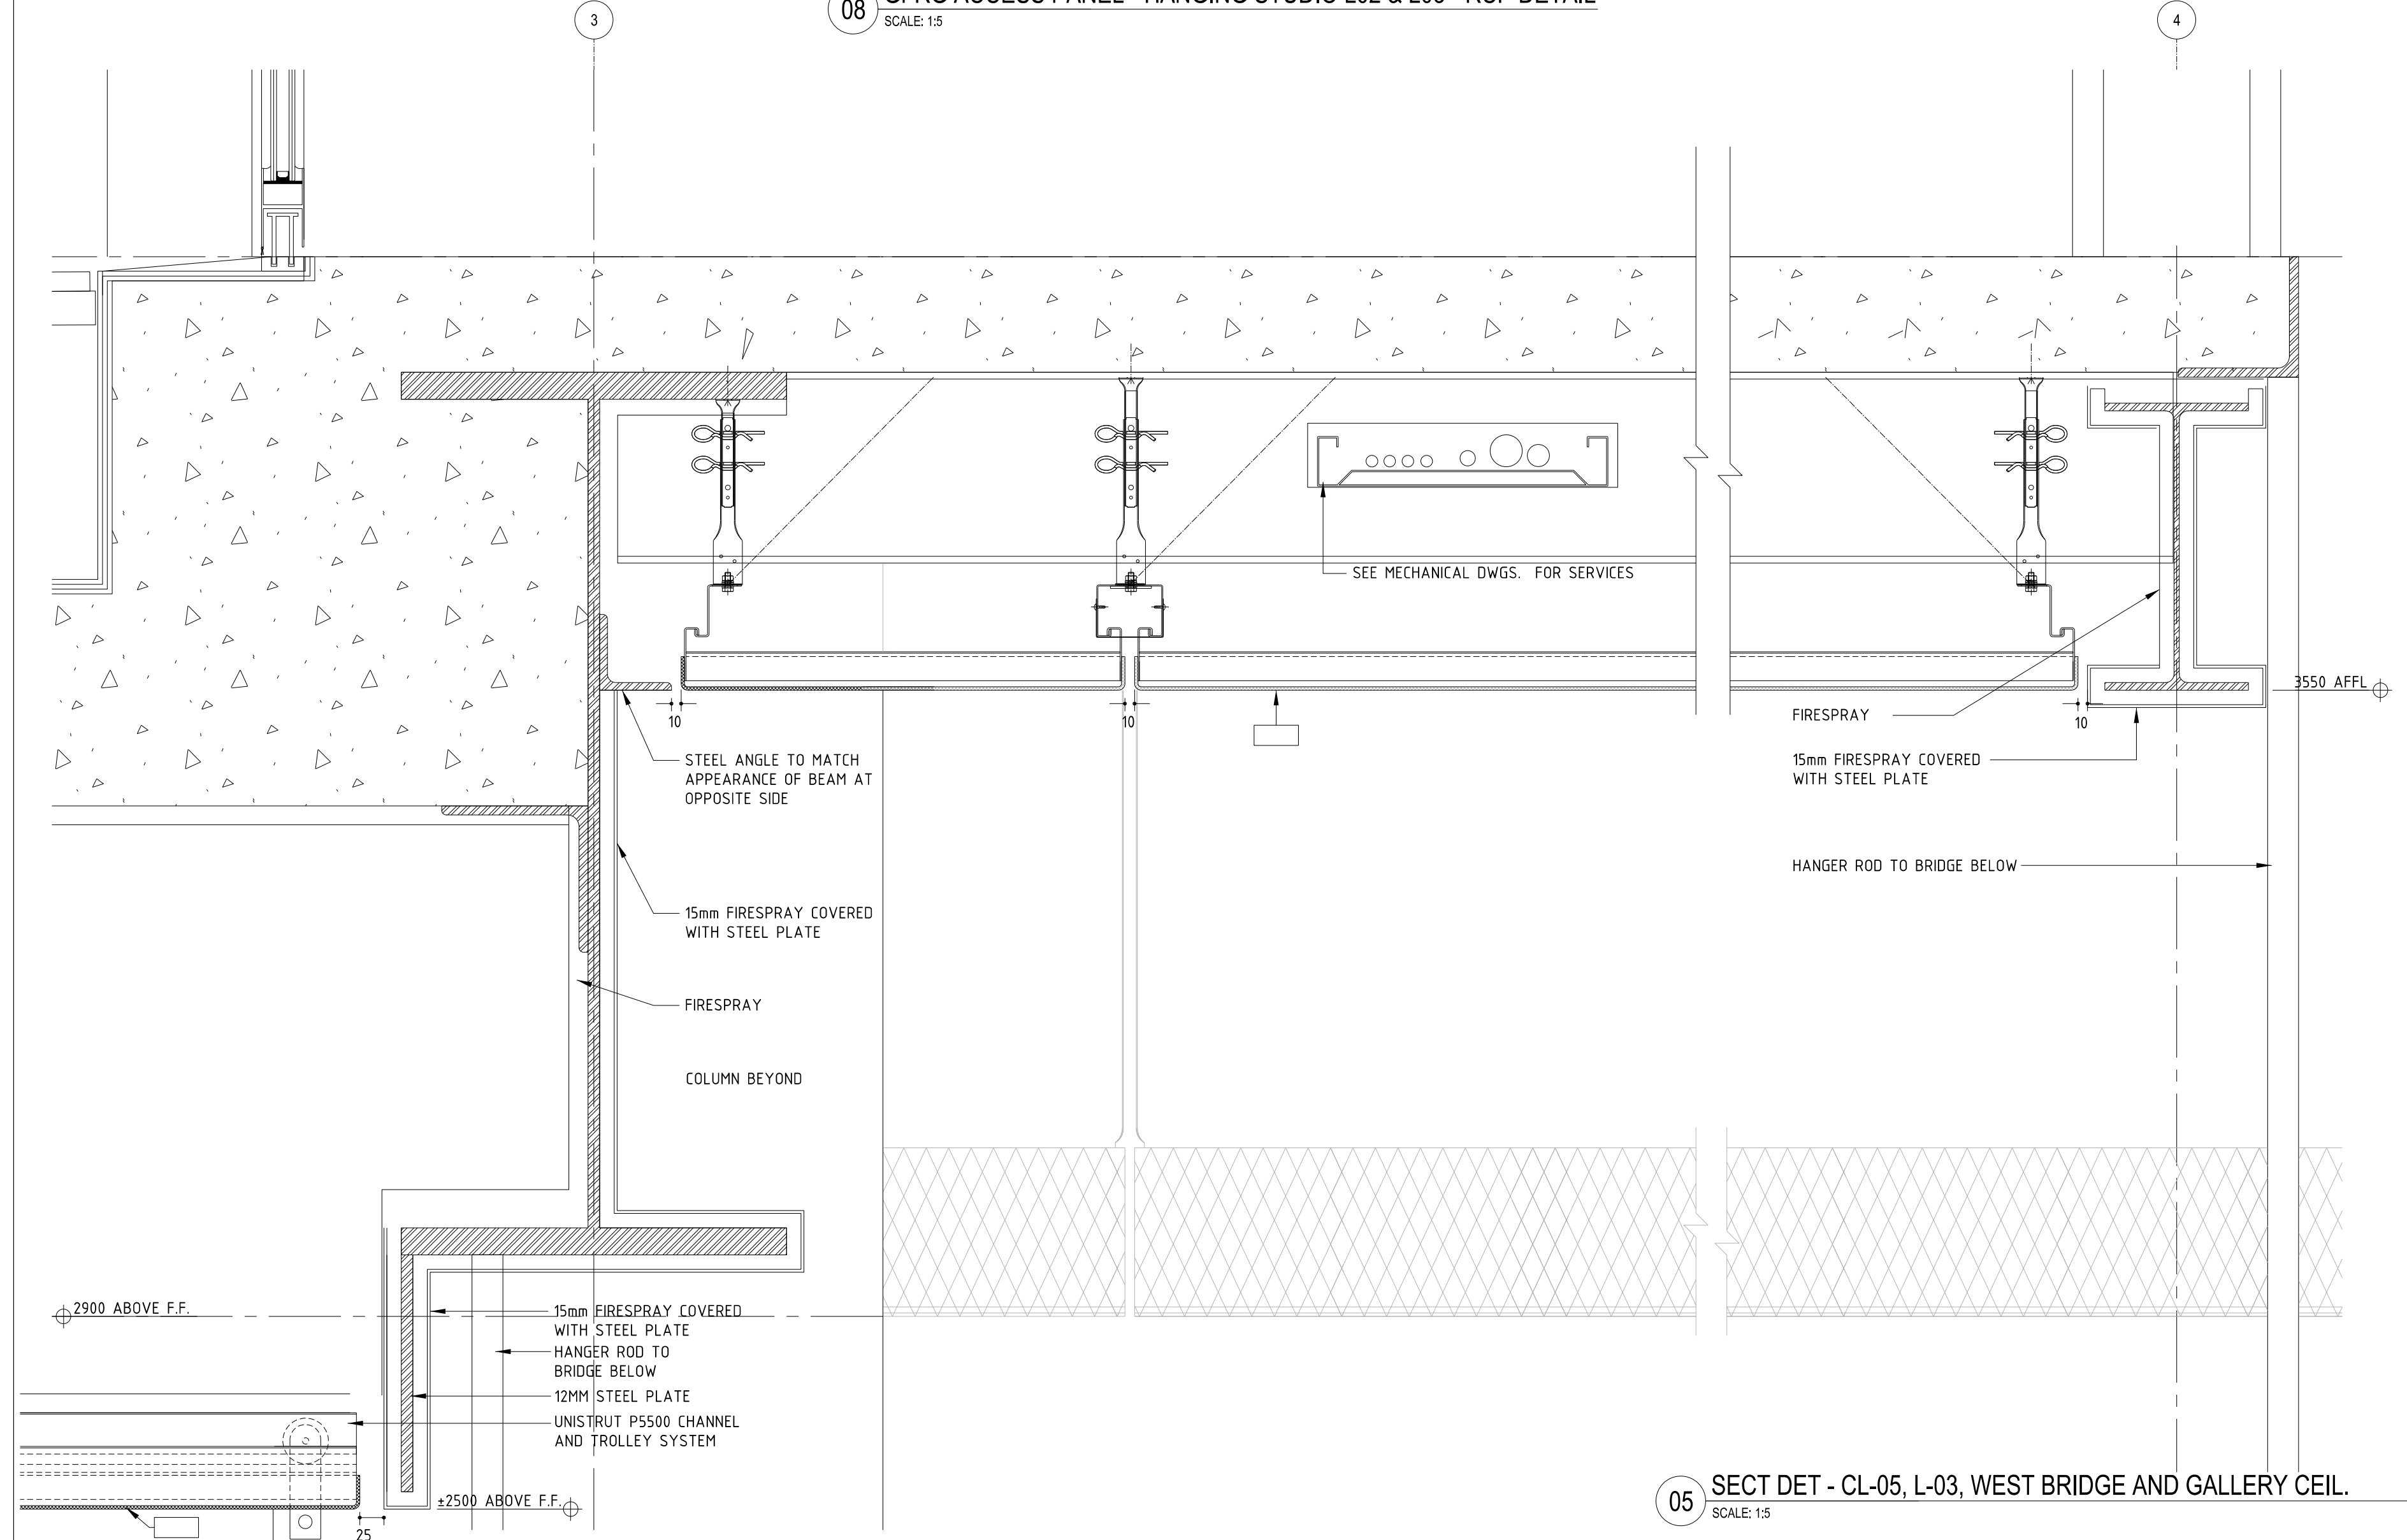 08
SCALE: 1:5
3
4
SEE MECHANICAL DWGS. FOR SERVICES
3550 AFFL
10
10
10
FIRESPRAY
STEEL ANGLE TO MATCH
APPEARANCE OF BEAM AT
OPPOSITE SIDE
15mm FIRESPRAY COVERED
WITH STEEL PLATE
HANGER ROD TO BRIDGE BELOW
15mm FIRESPRAY COVERED
WITH STEEL PLATE
FIRESPRAY
COLUMN BEYOND
2900 ABOVE F.F.
15mm FIRESPRAY COVERED
WITH STEEL PLATE
HANGER ROD TO
BRIDGE BELOW
12MM STEEL PLATE
UNISTRUT P5500 CHANNEL
AND TROLLEY SYSTEM
±2500 ABOVE F.F.
25
05
SECT DET - CL-05, L-03, WEST BRIDGE AND GALLERY CEIL.
SCALE: 1:5